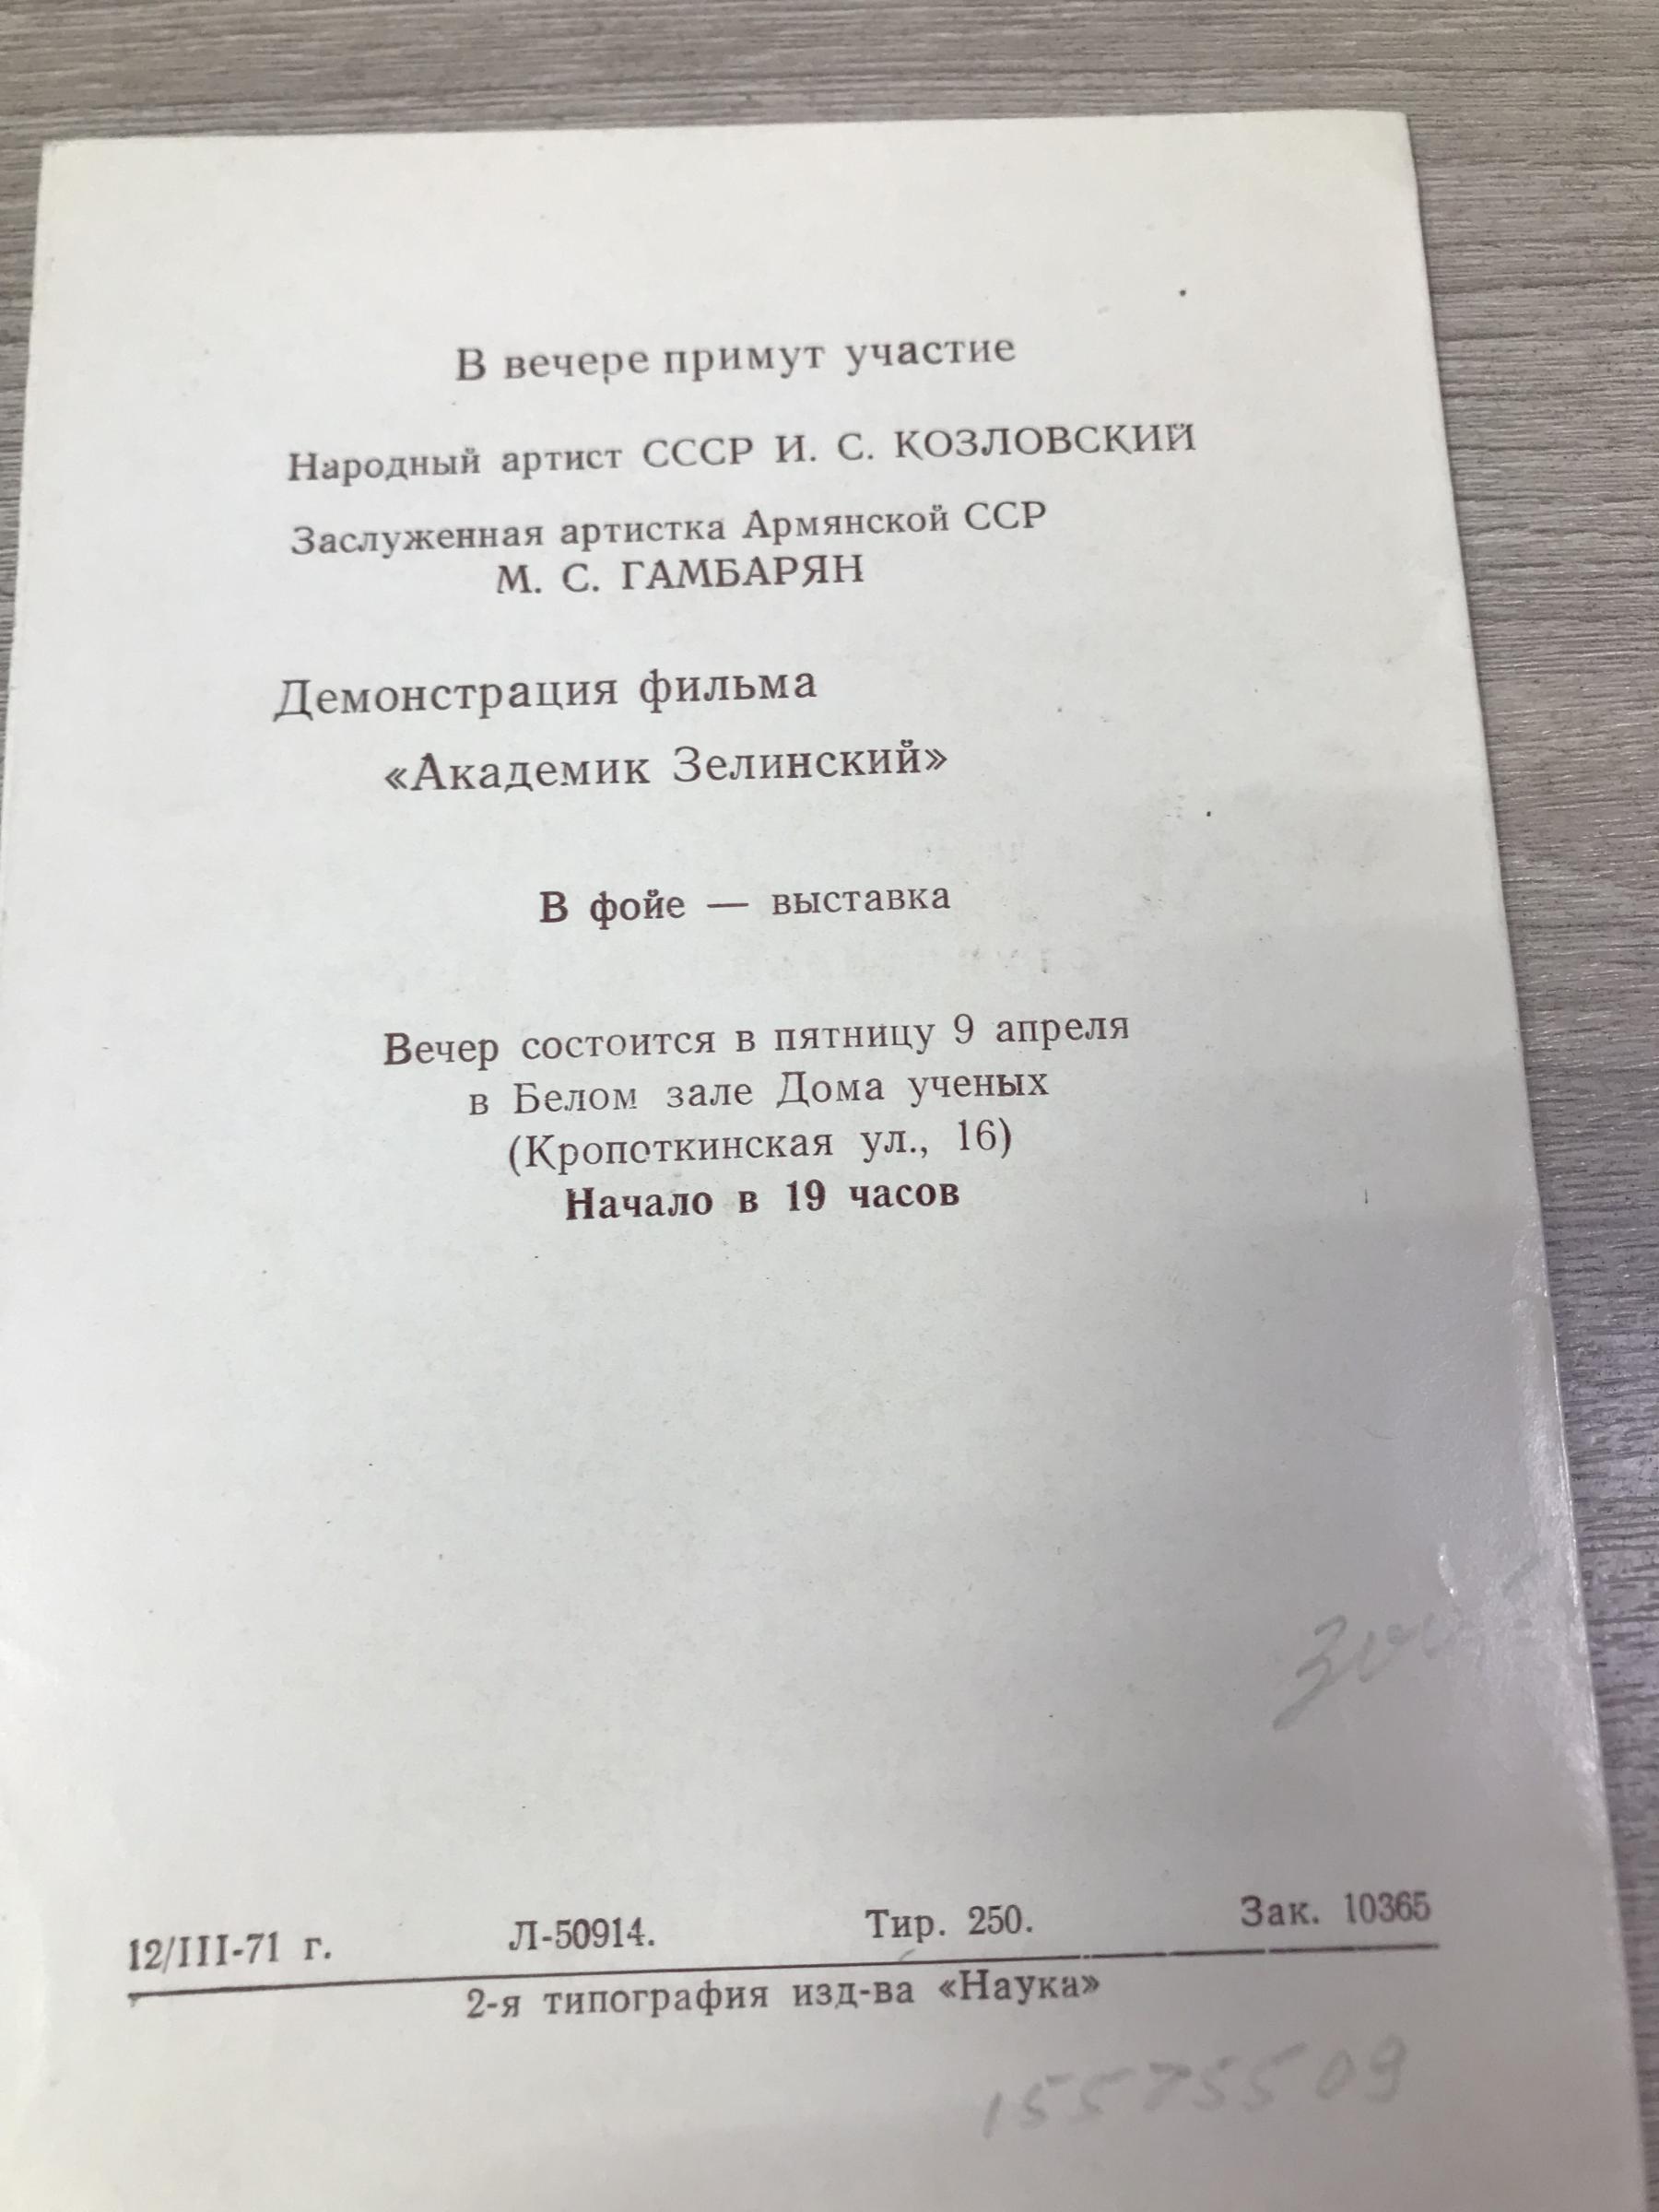 В вечере примут участие
Народный артист СССР И. С. КОЗЛОВСКИЙ
Заслуженная артистка Армянской ССР
М. С. ГАМБАРЯН
Демонстрация фильма
«Академик Зелинский»
В фойе — выставка
Вечер состоится в пятницу 9 апреля
в Белом зале Дома ученых
(Кропоткинская ул., 16)
Начало в 19 часов
12/III-71 г. Л-50914. Тир. 250. Зак. 10365
2-я типография изд-ва «Наука»
15575509